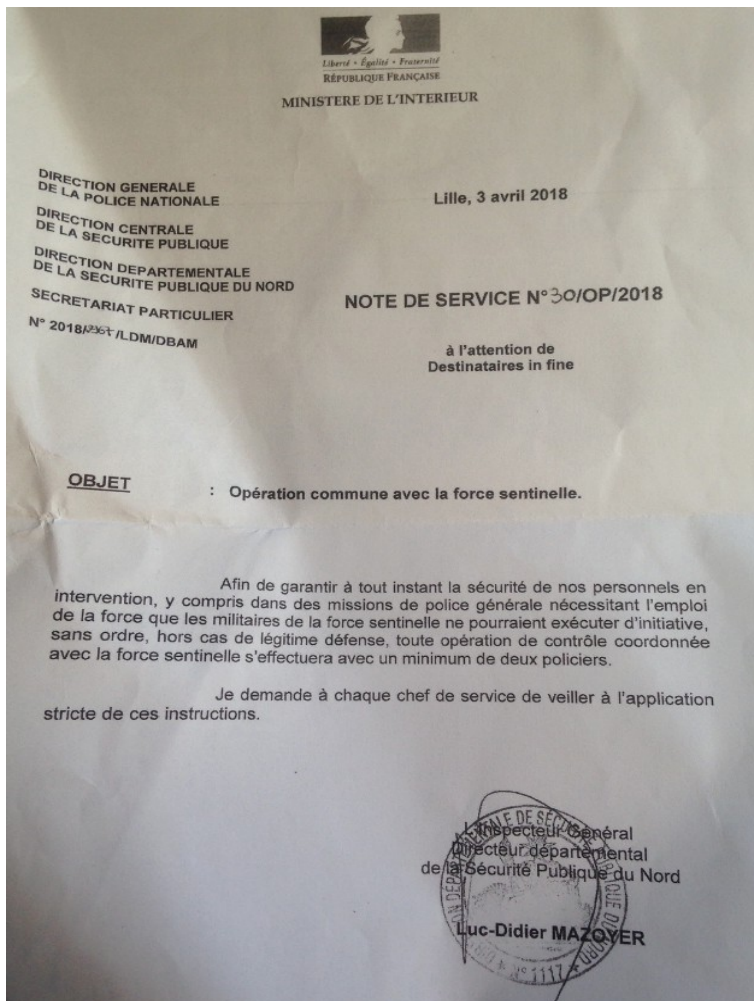 Liberté • Égalité • Fraternité
RÉPUBLIQUE FRANÇAISE
MINISTERE DE L'INTERIEUR
DIRECTION GENERALE
DE LA POLICE NATIONALE
DIRECTION CENTRALE
DE LA SECURITE PUBLIQUE
DIRECTION DEPARTEMENTALE
DE LA SECURITE PUBLIQUE DU NORD
SECRETARIAT PARTICULIER
N° 2018/ /LDM/DBAM
Lille, 3 avril 2018
NOTE DE SERVICE N°30/OP/2018
à l'attention de
Destinataires in fine
OBJET : Opération commune avec la force sentinelle.
Afin de garantir à tout instant la sécurité de nos personnels en
intervention, y compris dans des missions de police générale nécessitant l'emploi
de la force que les militaires de la force sentinelle ne pourraient exécuter d'initiative,
sans ordre, hors cas de légitime défense, toute opération de contrôle coordonnée
avec la force sentinelle s'effectuera avec un minimum de deux policiers.
Je demande à chaque chef de service de veiller à l'application
stricte de ces instructions.
L'Inspecteur Général
Directeur départemental
de la Sécurité Publique du Nord
Luc-Didier MAZOYER
N° 1117